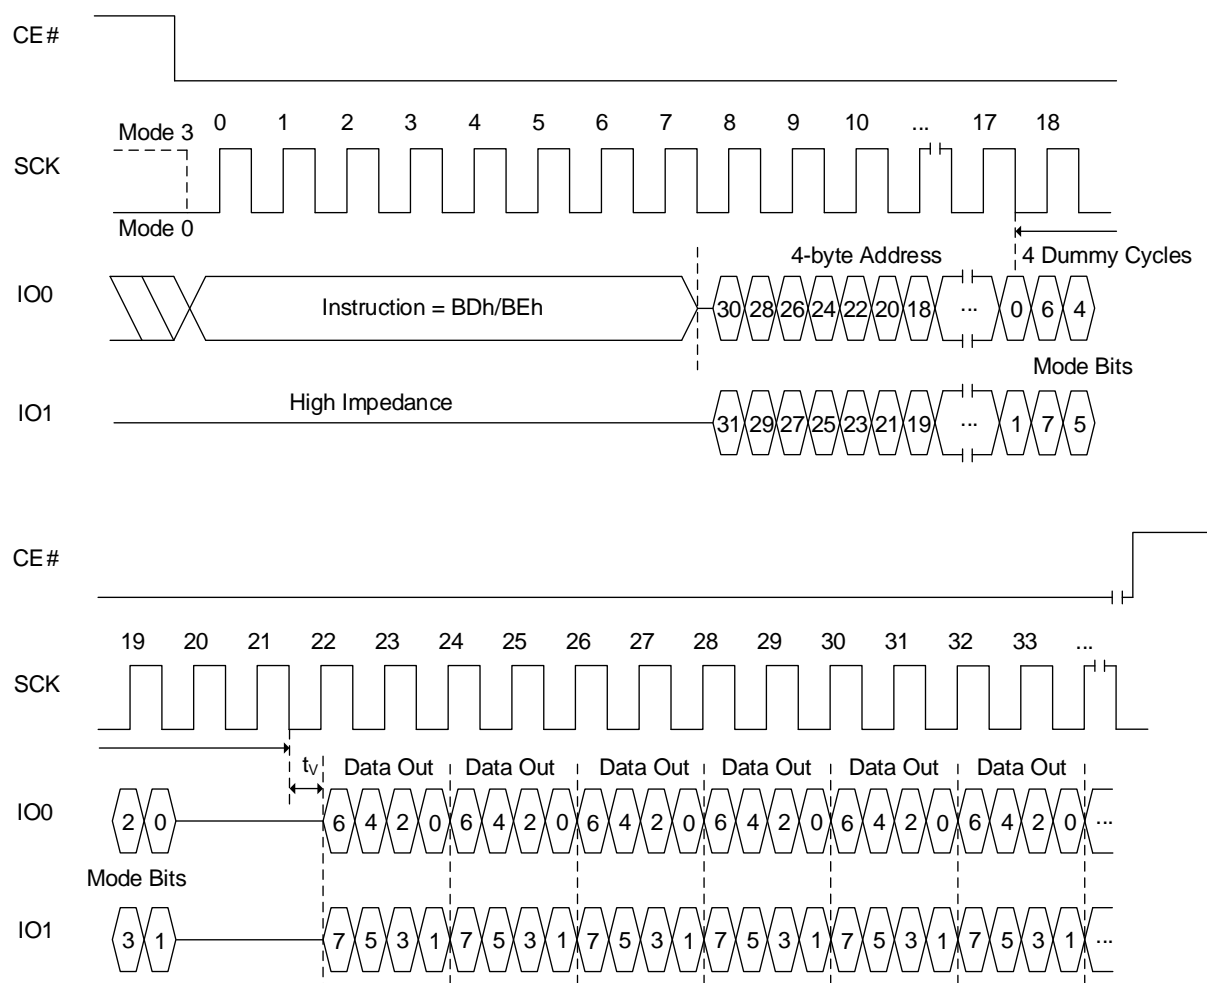 CE#
Mode 3 0 1 2 3 4 5 6 7 8 9 10 ... 17 18
SCK
Mode 0
4-byte Address 4 Dummy Cycles
IO0 Instruction = BDh/BEh 30 28 26 24 22 20 18 ... 0 6 4
Mode Bits
IO1 High Impedance 31 29 27 25 23 21 19 ... 1 7 5
CE#
19 20 21 22 23 24 25 26 27 28 29 30 31 32 33 ...
SCK
tV Data Out Data Out Data Out Data Out Data Out Data Out
IO0 2 0 6 4 2 0 6 4 2 0 6 4 2 0 6 4 2 0 6 4 2 0 6 4 2 0 ...
Mode Bits
IO1 3 1 7 5 3 1 7 5 3 1 7 5 3 1 7 5 3 1 7 5 3 1 7 5 3 1 ...